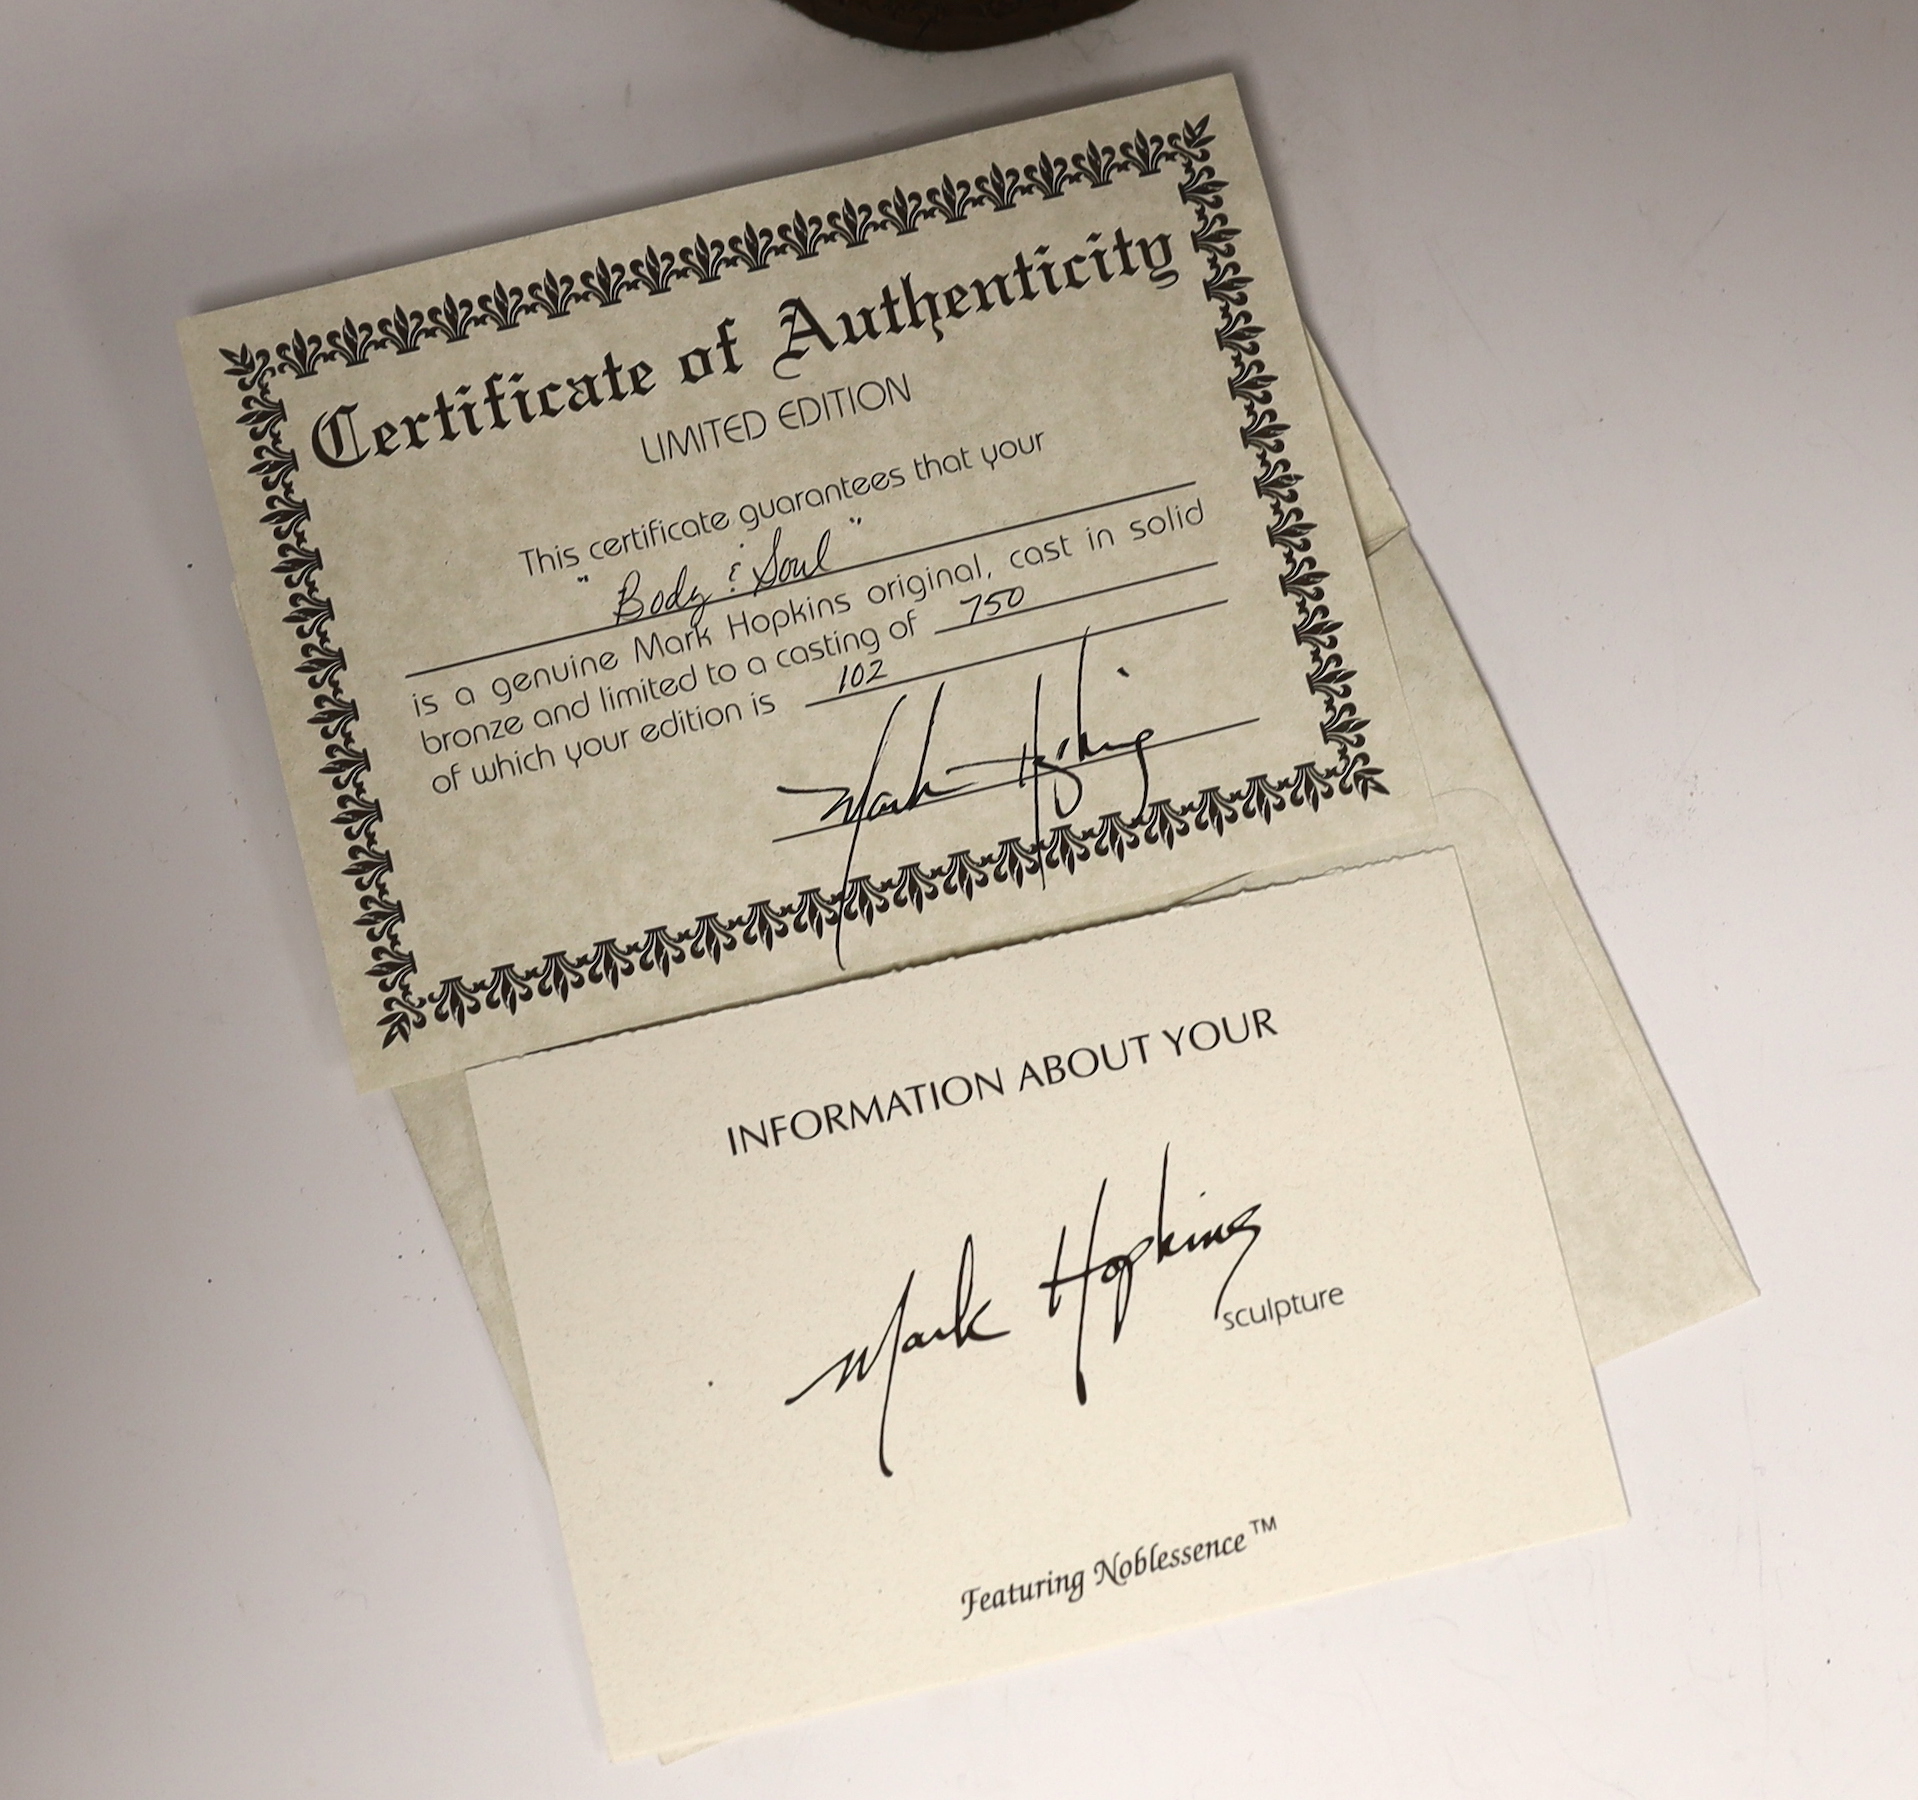 Certificate of Authenticity
LIMITED EDITION
This certificate guarantees that your
"Body & Soul"
is a genuine Mark Hopkins original, cast in solid
bronze and limited to a casting of 750
of which your edition is 102
Mark Hopkins
INFORMATION ABOUT YOUR
Mark Hopkins
sculpture
Featuring Noblessence™